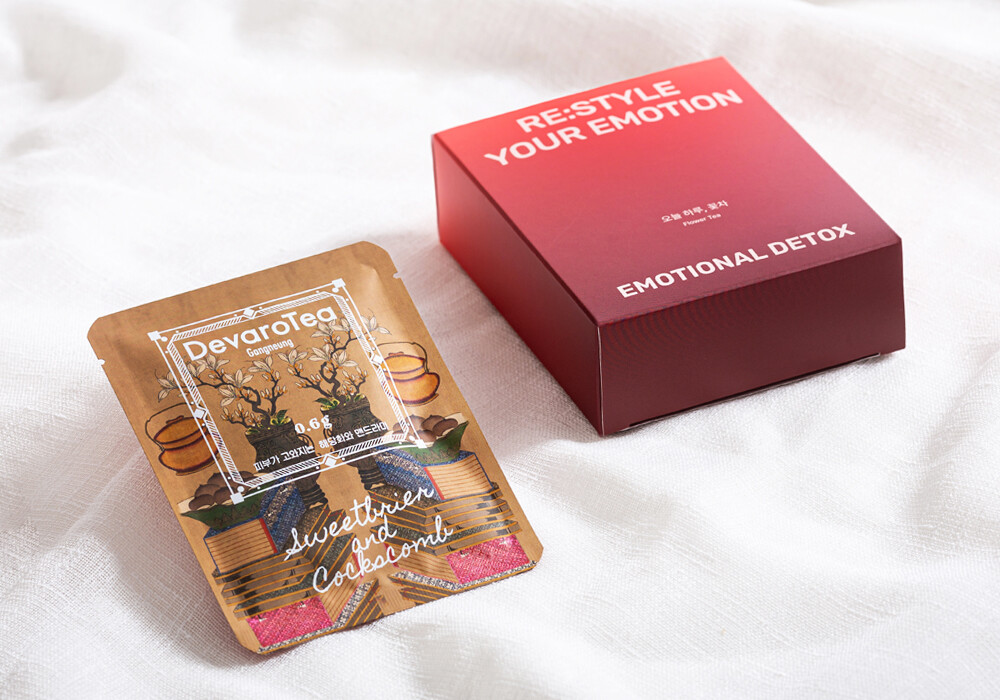 RE:STYLE
YOUR EMOTION
오늘 하루, 꽃차
Flower Tea
EMOTIONAL DETOX
DevaroTea
Gangneung
0.6g
피부가 고와지는 해당화와 맨드라미
Sweetbrier
and
Cockscomb